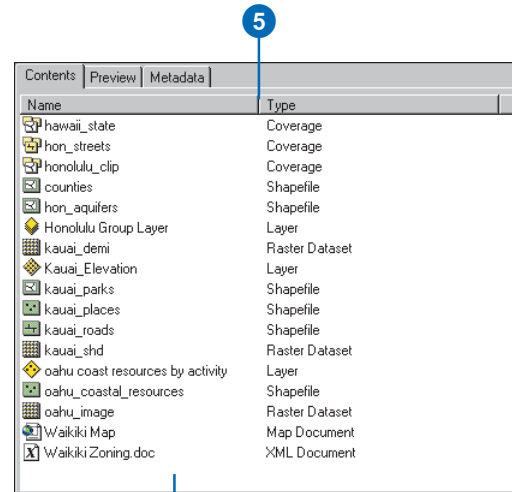 5
Contents Preview Metadata
Name Type
hawaii_state Coverage
hon_streets Coverage
honolulu_clip Coverage
counties Shapefile
hon_aquifers Shapefile
Honolulu Group Layer Layer
kauai_demi Raster Dataset
Kauai_Elevation Layer
kauai_parks Shapefile
kauai_places Shapefile
kauai_roads Shapefile
kauai_shd Raster Dataset
oahu coast resources by activity Layer
oahu_coastal_resources Shapefile
oahu_image Raster Dataset
Waikiki Map Map Document
Waikiki Zoning.doc XML Document